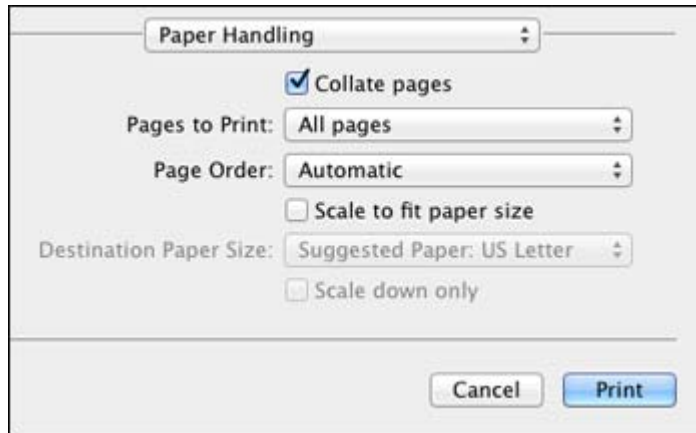 Paper Handling
Collate pages
Pages to Print: All pages
Page Order: Automatic
Scale to fit paper size
Destination Paper Size: Suggested Paper: US Letter
Scale down only
Cancel Print